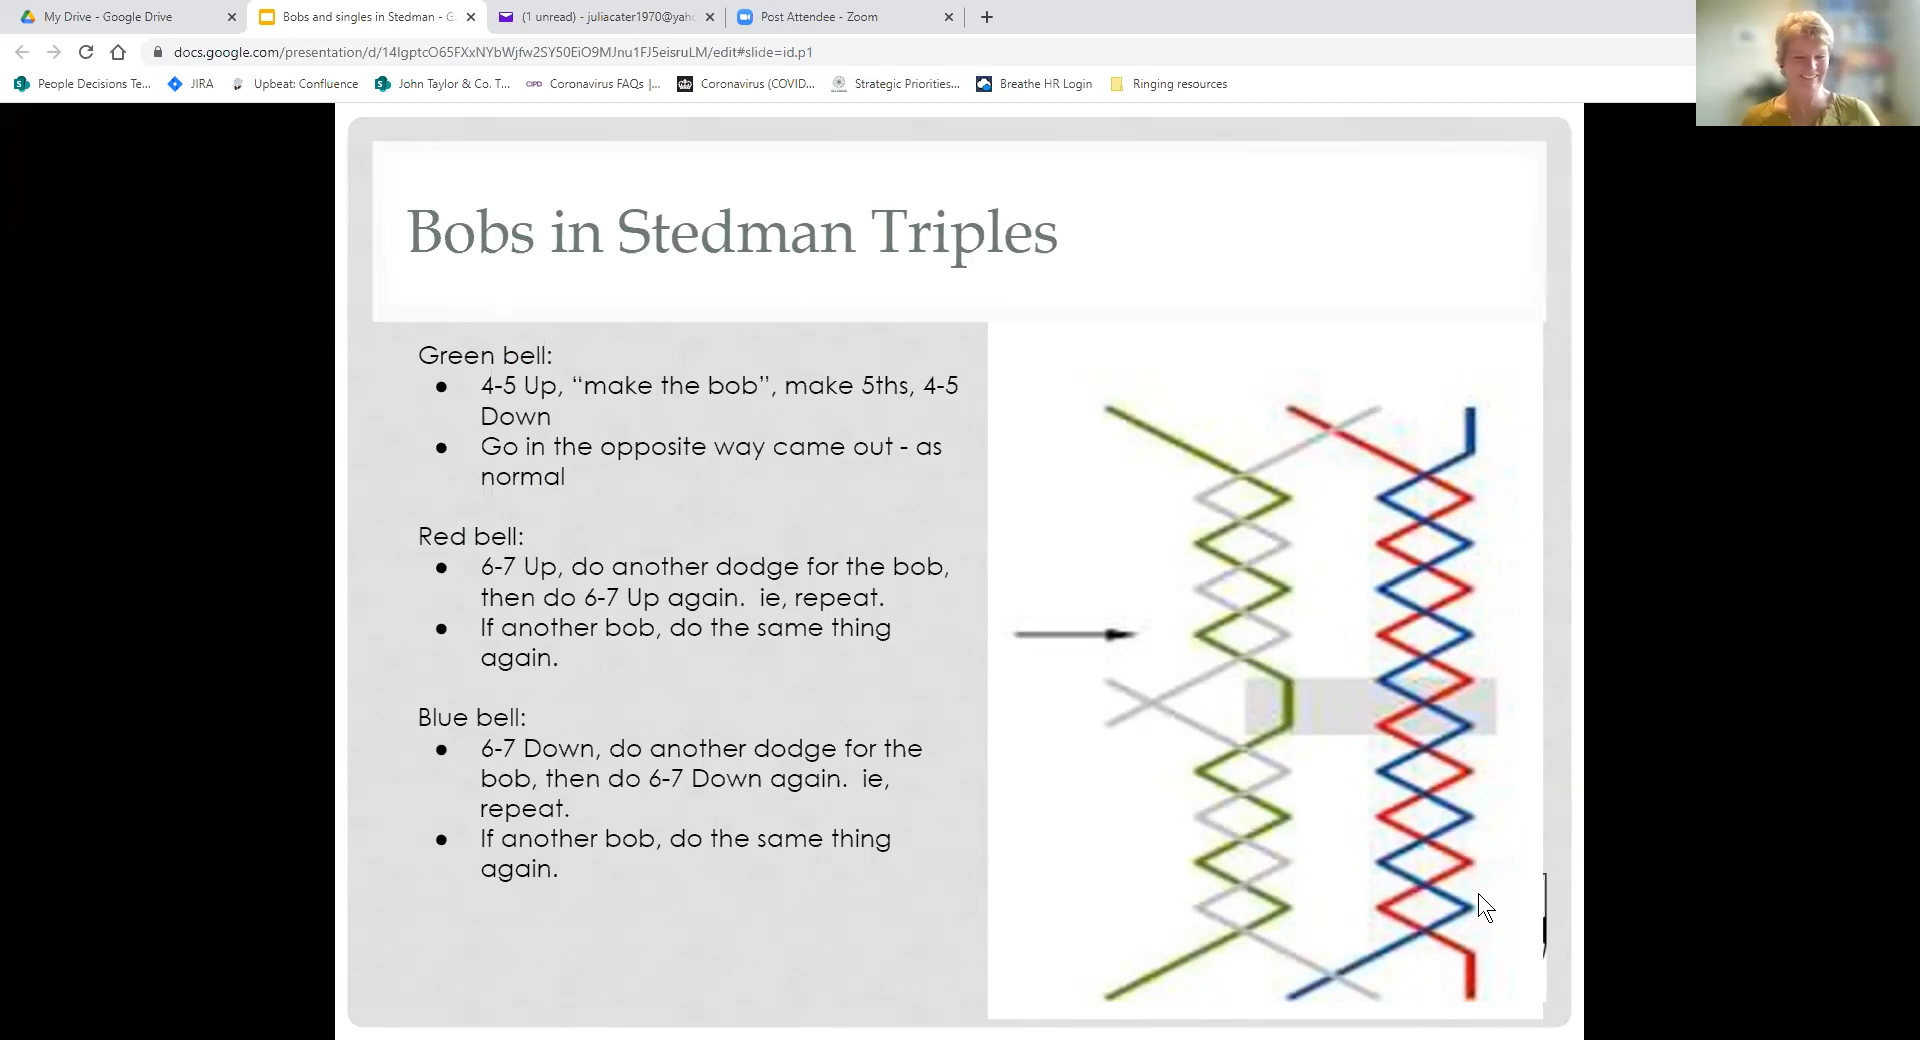 My Drive - Google Drive
Bobs and singles in Stedman - G
(1 unread) - juliacater1970@yah
Post Attendee - Zoom
docs.google.com/presentation/d/14IgptcO65FXxNYbWjfw2SY50EiO9MJnu1FJ5eisruLM/edit#slide=id.p1
People Decisions Te...
JIRA
Upbeat: Confluence
John Taylor & Co. T...
CIPD
Coronavirus FAQs |...
Coronavirus (COVID...
Strategic Priorities...
Breathe HR Login
Ringing resources
Bobs in Stedman Triples
Green bell:
● 4-5 Up, “make the bob”, make 5ths, 4-5
Down
● Go in the opposite way came out - as
normal
Red bell:
● 6-7 Up, do another dodge for the bob,
then do 6-7 Up again. ie, repeat.
● If another bob, do the same thing
again.
Blue bell:
● 6-7 Down, do another dodge for the
bob, then do 6-7 Down again. ie,
repeat.
● If another bob, do the same thing
again.